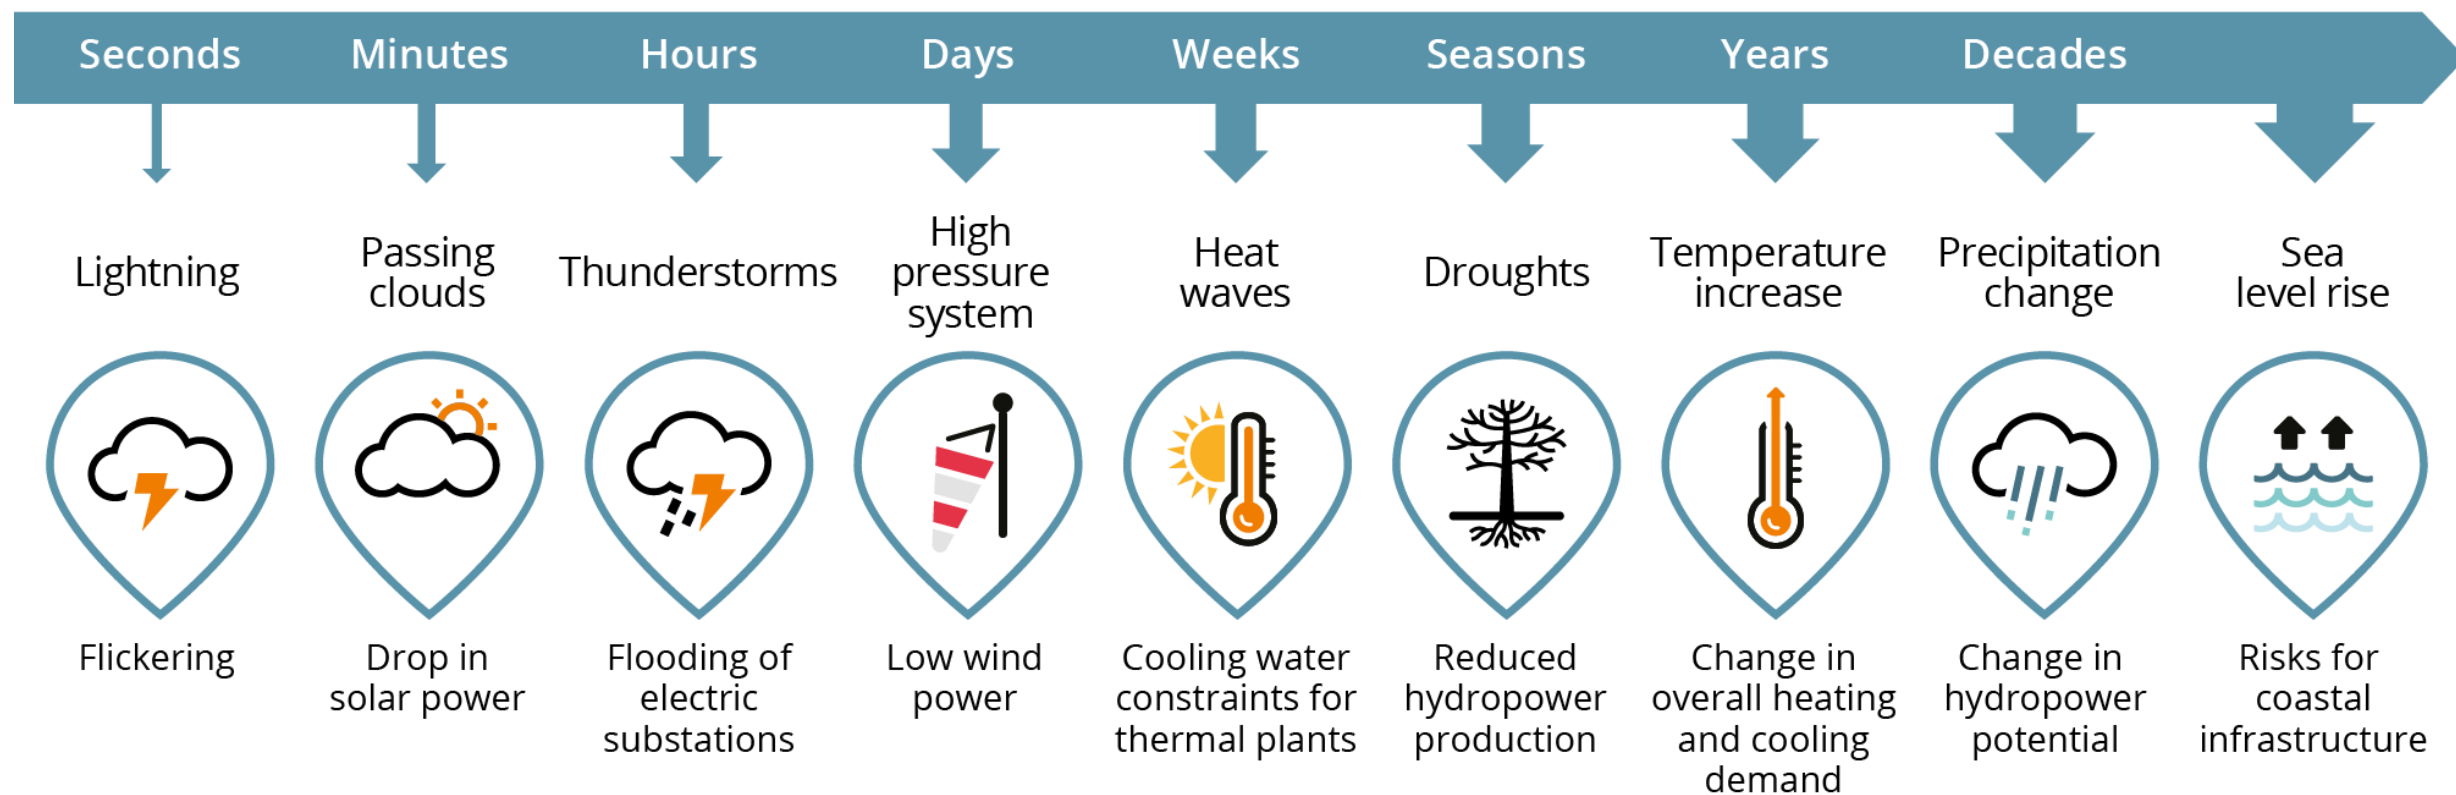 Seconds
Minutes
Hours
Days
Weeks
Seasons
Years
Decades
Lightning
Passing
clouds
Thunderstorms
High
pressure
system
Heat
waves
Droughts
Temperature
increase
Precipitation
change
Sea
level rise
Flickering
Drop in
solar power
Flooding of
electric
substations
Low wind
power
Cooling water
constraints for
thermal plants
Reduced
hydropower
production
Change in
overall heating
and cooling
demand
Change in
hydropower
potential
Risks for
coastal
infrastructure